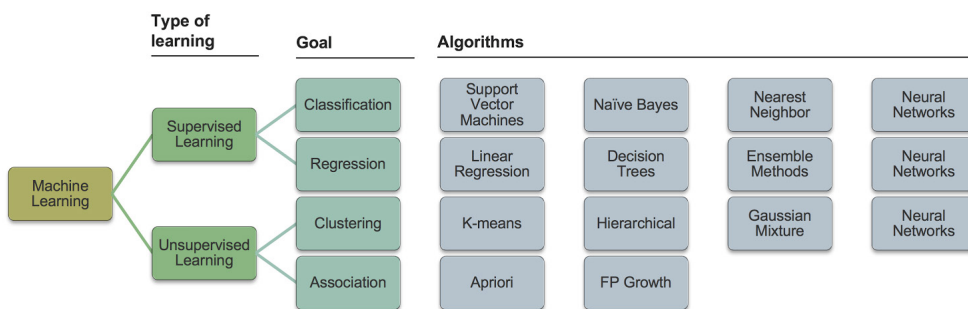 Type of
learning
Goal
Algorithms
Machine
Learning
Supervised
Learning
Unsupervised
Learning
Classification
Support
Vector
Machines
Naïve Bayes
Nearest
Neighbor
Neural
Networks
Regression
Linear
Regression
Decision
Trees
Ensemble
Methods
Neural
Networks
Clustering
K-means
Hierarchical
Gaussian
Mixture
Neural
Networks
Association
Apriori
FP Growth